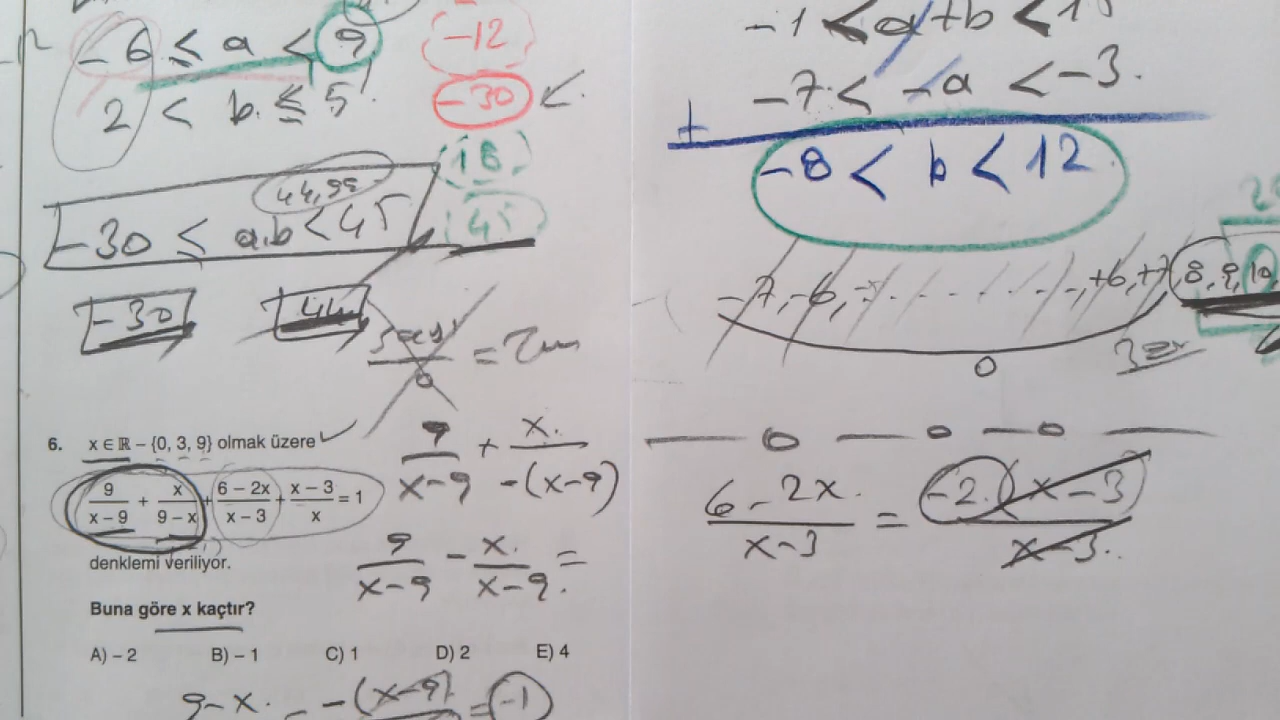 -6 ≤ a < 9
2 < b ≤ 5
-12
-30
18
45
44,99
-30 ≤ a.b < 45
-30
44
sayı / 0 = Tan
6. x ∈ ℝ – {0, 3, 9} olmak üzere
9/(x – 9) + x/(9 – x) + (6 – 2x)/(x – 3) + (x – 3)/x = 1
denklemi veriliyor.
Buna göre x kaçtır?
A) – 2 B) – 1 C) 1 D) 2 E) 4
9/(x-9) + x/-(x-9)
9/(x-9) - x/(x-9) =
9-x = -(x-9) = -1
-1 < a+b <
-7 < -a < -3
+
-8 < b < 12
-7, -6, - . . . . . . , +6, +7, 8, 9, 10
0
(6-2x)/(x-3) = -2(x-3)/(x-3)